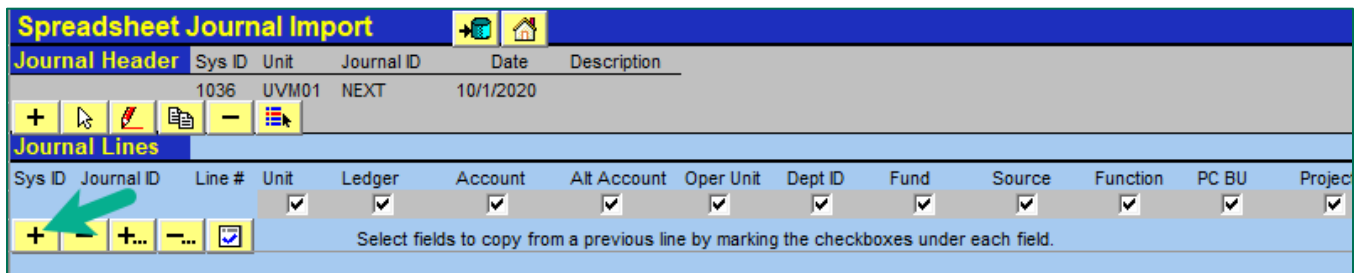 Spreadsheet Journal Import
Journal Header Sys ID Unit Journal ID Date Description
1036 UVM01 NEXT 10/1/2020
+ −
Journal Lines
Sys ID Journal ID Line # Unit Ledger Account Alt Account Oper Unit Dept ID Fund Source Function PC BU Projec
+ − +... −... Select fields to copy from a previous line by marking the checkboxes under each field.